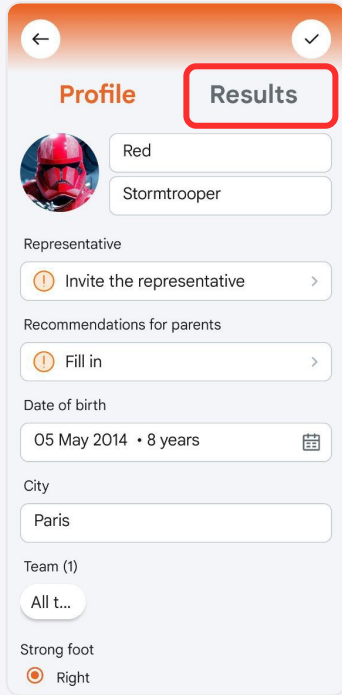 Profile Results
Red
Stormtrooper
Representative
Invite the representative
Recommendations for parents
Fill in
Date of birth
05 May 2014 • 8 years
City
Paris
Team (1)
All t...
Strong foot
Right